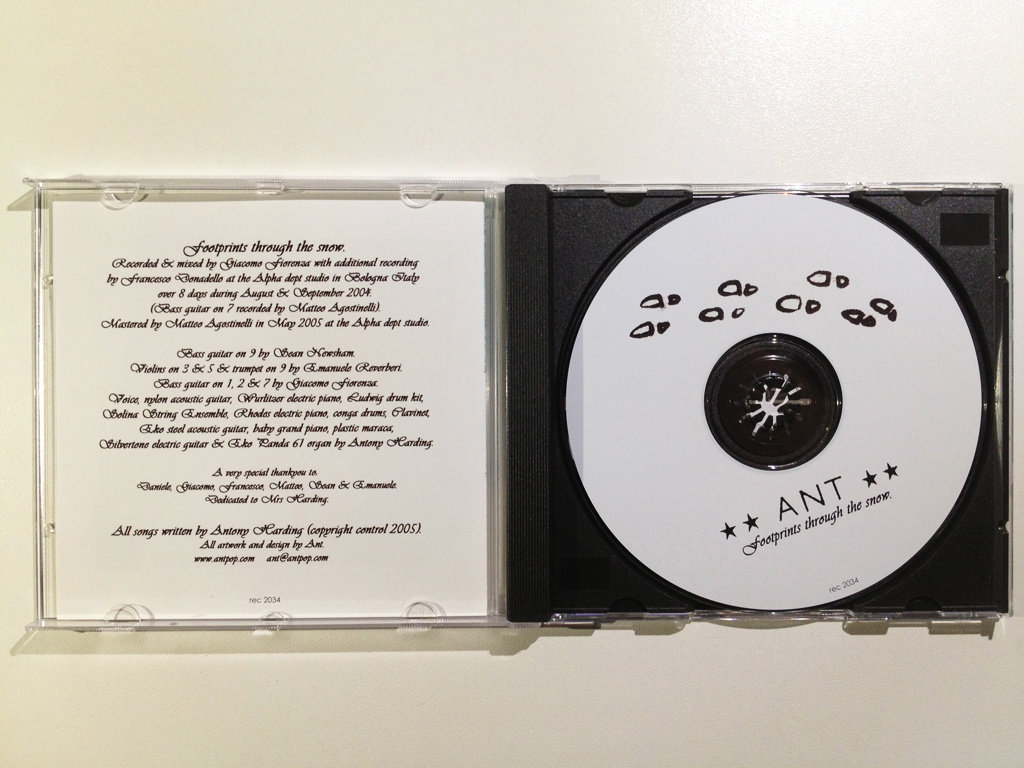 Footprints through the snow.
Recorded & mixed by Giacomo Fiorenza with additional recording
by Francesco Donadello at the Alpha dept studio in Bologna Italy
over 8 days during August & September 2004.
(Bass guitar on 7 recorded by Matteo Agostinelli).
Mastered by Matteo Agostinelli in May 2005 at the Alpha dept studio.
Bass guitar on 9 by Sean Newsham.
Violins on 3 & 5 & trumpet on 9 by Emanuele Reverberi.
Bass guitar on 1, 2 & 7 by Giacomo Fiorenza.
Voice, nylon acoustic guitar, Wurlitzer electric piano, Ludwig drum kit,
Solina String Ensemble, Rhodes electric piano, conga drums, Clavinet,
Eko steel acoustic guitar, baby grand piano, plastic maraca,
Silvertone electric guitar & Eko Panda 61 organ by Antony Harding.
A very special thankyou to,
Daniele, Giacomo, Francesco, Matteo, Sean & Emanuele.
Dedicated to Mrs Harding.
All songs written by Antony Harding (copyright control 2005).
All artwork and design by Ant.
www.antpop.com ant@antpop.com
rec 2034
★★ ANT ★★
Footprints through the snow.
rec 2034